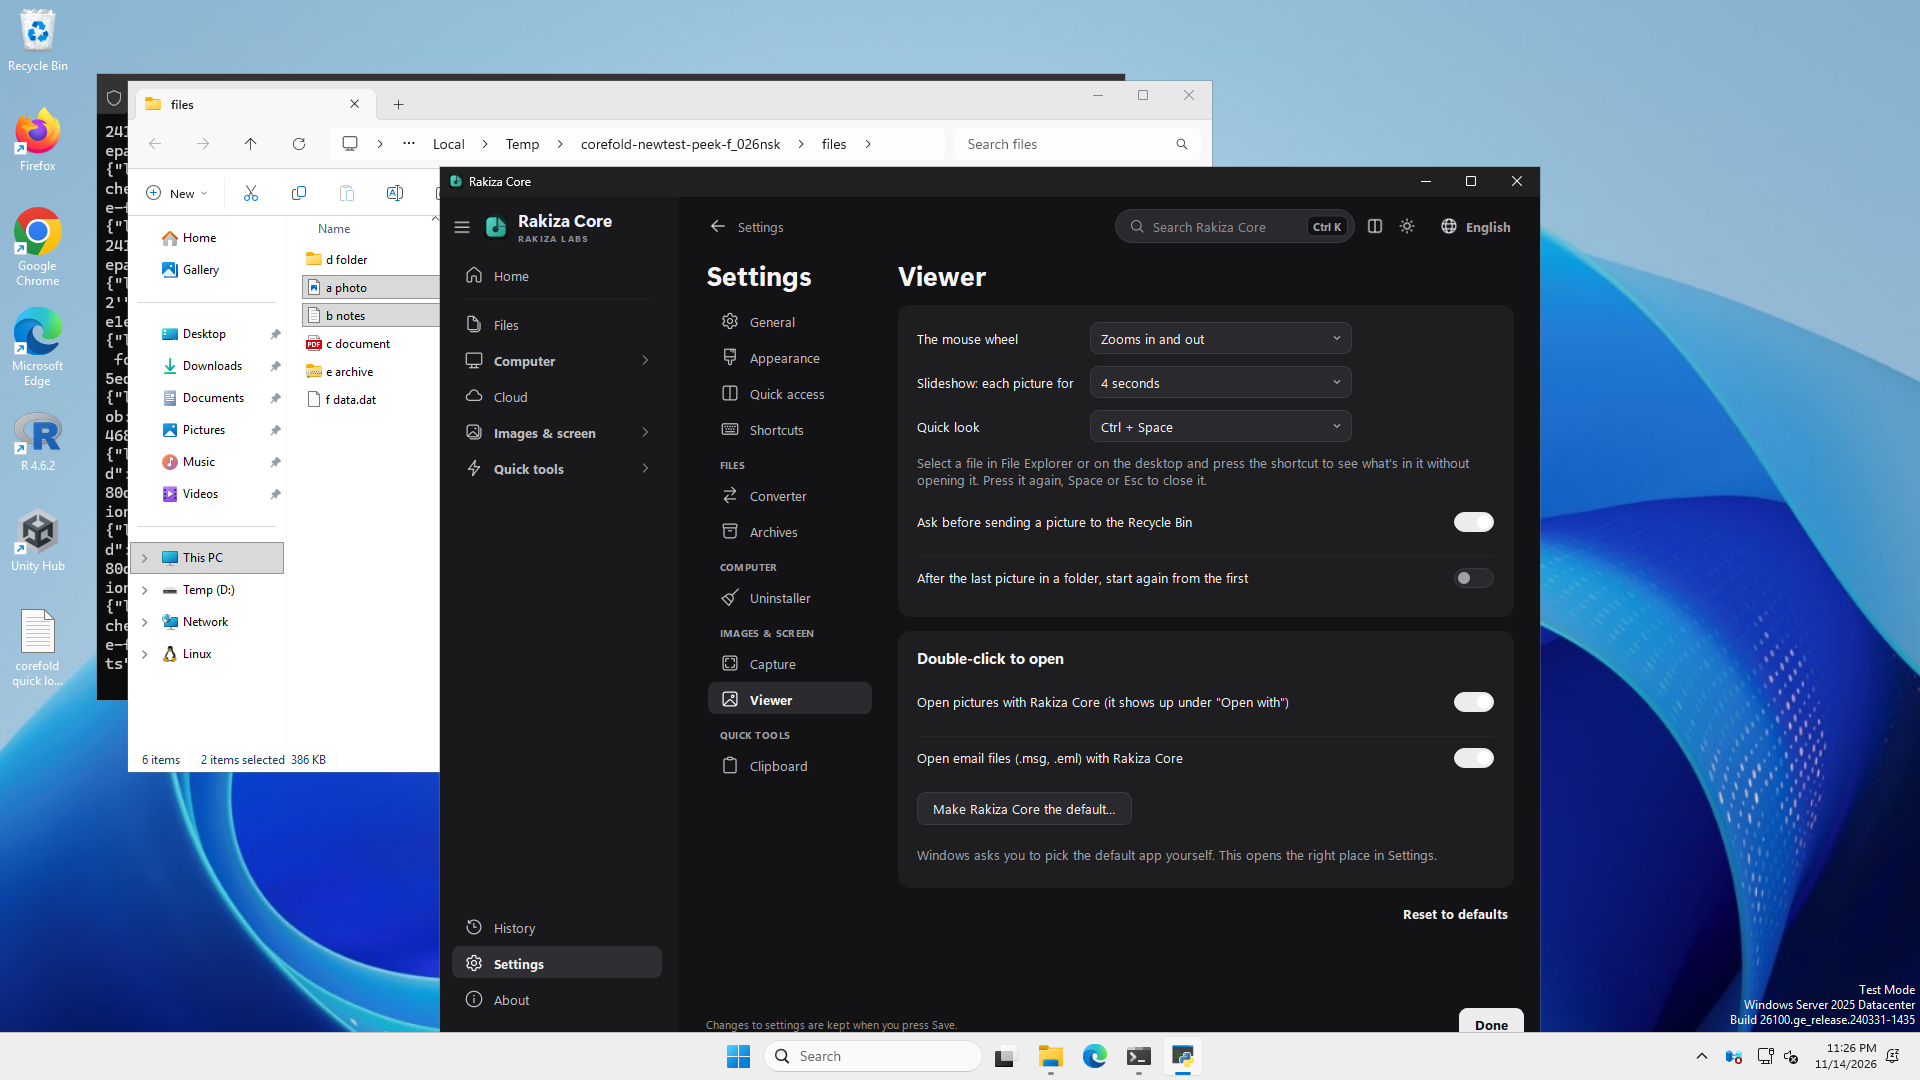 Recycle Bin
Firefox
Google
Chrome
Microsoft
Edge
R 4.6.2
Unity Hub
corefold
quick lo...
files
Local
Temp
corefold-newtest-peek-f_026nsk
files
Search files
New
Home
Gallery
Desktop
Downloads
Documents
Pictures
Music
Videos
This PC
Temp (D:)
Network
Linux
Name
d folder
a photo
b notes
c document
e archive
f data.dat
6 items
2 items selected 386 KB
Rakiza Core
Rakiza Core
RAKIZA LABS
Home
Files
Computer
Cloud
Images & screen
Quick tools
History
Settings
About
Settings
Search Rakiza Core
Ctrl K
English
Settings
General
Appearance
Quick access
Shortcuts
FILES
Converter
Archives
COMPUTER
Uninstaller
IMAGES & SCREEN
Capture
Viewer
QUICK TOOLS
Clipboard
Viewer
The mouse wheel
Zooms in and out
Slideshow: each picture for
4 seconds
Quick look
Ctrl + Space
Select a file in File Explorer or on the desktop and press the shortcut to see what's in it without
opening it. Press it again, Space or Esc to close it.
Ask before sending a picture to the Recycle Bin
After the last picture in a folder, start again from the first
Double-click to open
Open pictures with Rakiza Core (it shows up under "Open with")
Open email files (.msg, .eml) with Rakiza Core
Make Rakiza Core the default...
Windows asks you to pick the default app yourself. This opens the right place in Settings.
Reset to defaults
Changes to settings are kept when you press Save.
Done
Test Mode
Windows Server 2025 Datacenter
Build 26100.ge_release.240331-1435
Search
11:26 PM
11/14/2026